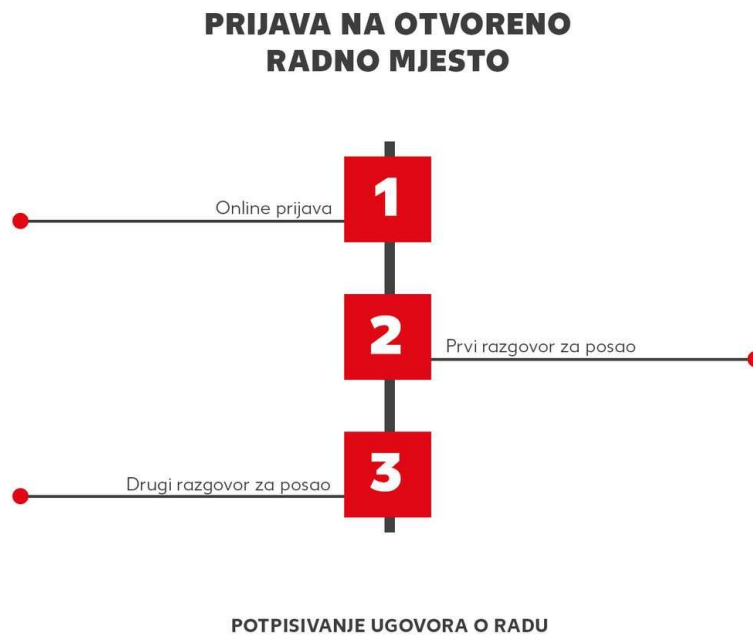 PRIJAVA NA OTVORENO
RADNO MJESTO
1
Online prijava
2
Prvi razgovor za posao
3
Drugi razgovor za posao
POTPISIVANJE UGOVORA O RADU